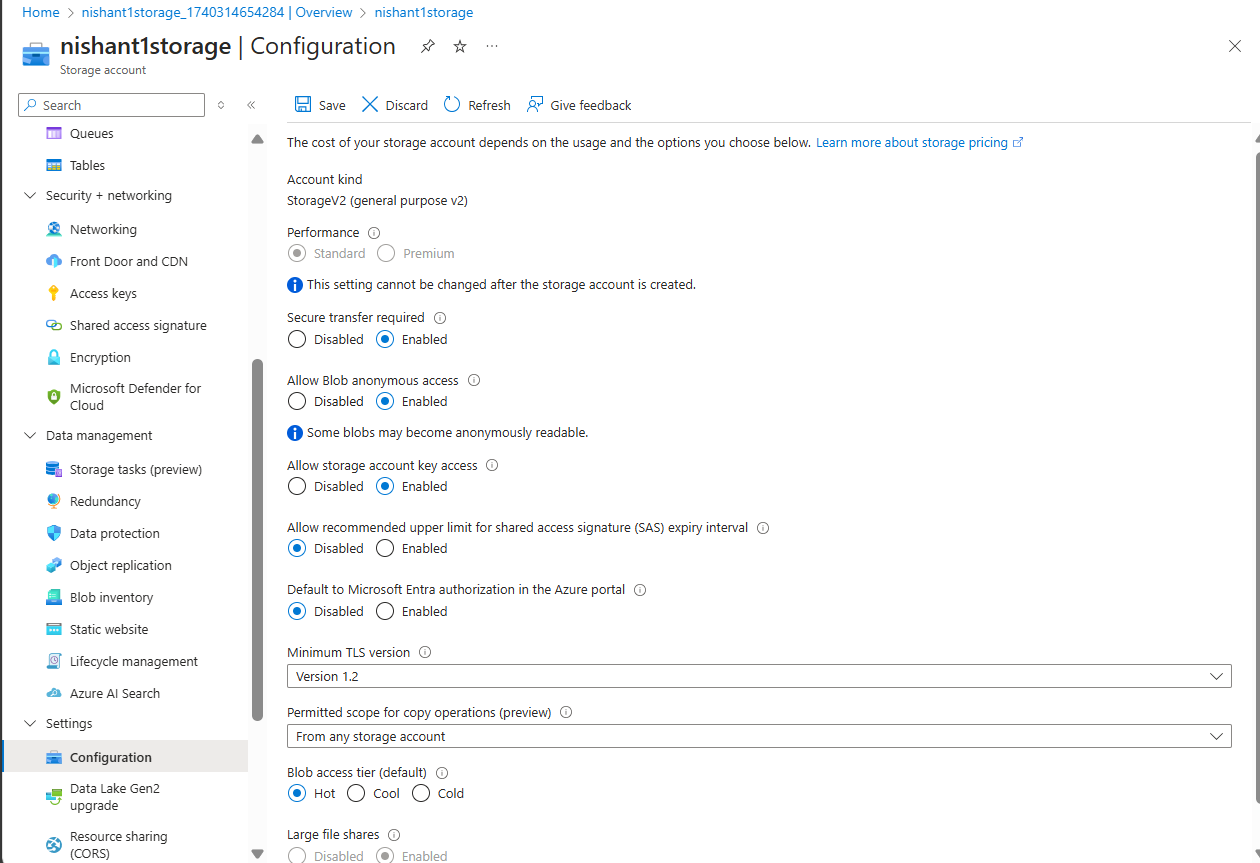 Home > nishant1storage_1740314654284 | Overview > nishant1storage
nishant1storage | Configuration
Storage account
Search
Queues
Tables
Security + networking
Networking
Front Door and CDN
Access keys
Shared access signature
Encryption
Microsoft Defender for
Cloud
Data management
Storage tasks (preview)
Redundancy
Data protection
Object replication
Blob inventory
Static website
Lifecycle management
Azure AI Search
Settings
Configuration
Data Lake Gen2
upgrade
Resource sharing
(CORS)
Save Discard Refresh Give feedback
The cost of your storage account depends on the usage and the options you choose below. Learn more about storage pricing
Account kind
StorageV2 (general purpose v2)
Performance
Standard Premium
This setting cannot be changed after the storage account is created.
Secure transfer required
Disabled Enabled
Allow Blob anonymous access
Disabled Enabled
Some blobs may become anonymously readable.
Allow storage account key access
Disabled Enabled
Allow recommended upper limit for shared access signature (SAS) expiry interval
Disabled Enabled
Default to Microsoft Entra authorization in the Azure portal
Disabled Enabled
Minimum TLS version
Version 1.2
Permitted scope for copy operations (preview)
From any storage account
Blob access tier (default)
Hot Cool Cold
Large file shares
Disabled Enabled